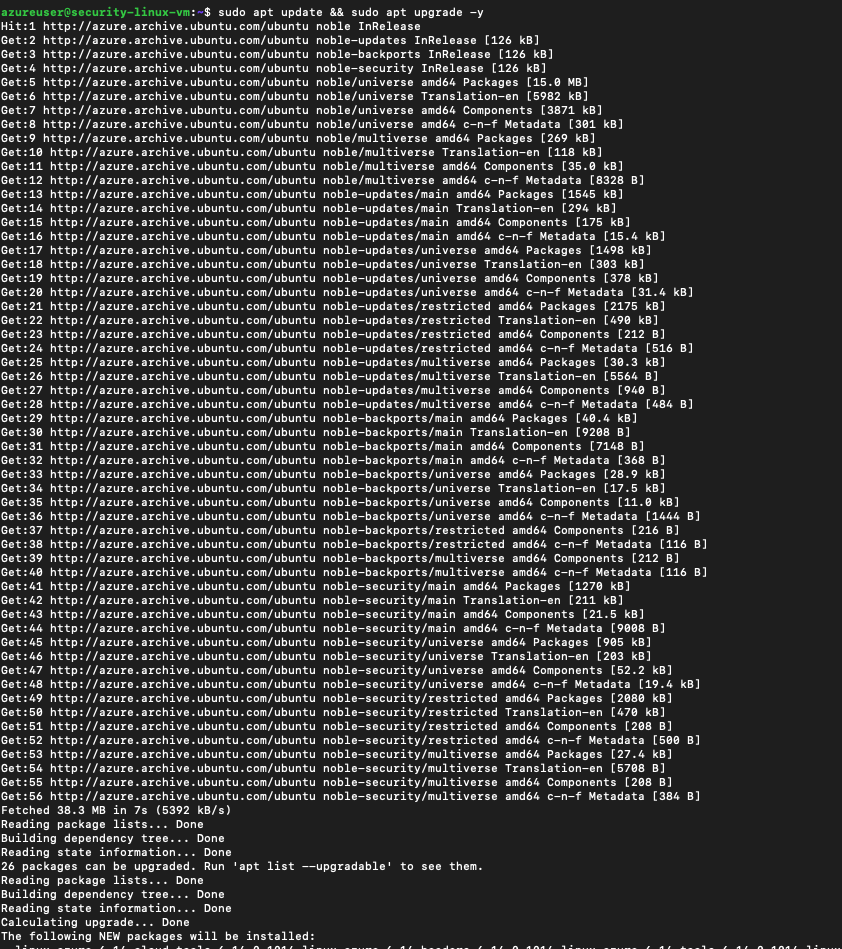 azureuser@security-linux-vm:~$ sudo apt update && sudo apt upgrade -y
Hit:1 http://azure.archive.ubuntu.com/ubuntu noble InRelease
Get:2 http://azure.archive.ubuntu.com/ubuntu noble-updates InRelease [126 kB]
Get:3 http://azure.archive.ubuntu.com/ubuntu noble-backports InRelease [126 kB]
Get:4 http://azure.archive.ubuntu.com/ubuntu noble-security InRelease [126 kB]
Get:5 http://azure.archive.ubuntu.com/ubuntu noble/universe amd64 Packages [15.0 MB]
Get:6 http://azure.archive.ubuntu.com/ubuntu noble/universe Translation-en [5982 kB]
Get:7 http://azure.archive.ubuntu.com/ubuntu noble/universe amd64 Components [3871 kB]
Get:8 http://azure.archive.ubuntu.com/ubuntu noble/universe amd64 c-n-f Metadata [301 kB]
Get:9 http://azure.archive.ubuntu.com/ubuntu noble/multiverse amd64 Packages [269 kB]
Get:10 http://azure.archive.ubuntu.com/ubuntu noble/multiverse Translation-en [118 kB]
Get:11 http://azure.archive.ubuntu.com/ubuntu noble/multiverse amd64 Components [35.0 kB]
Get:12 http://azure.archive.ubuntu.com/ubuntu noble/multiverse amd64 c-n-f Metadata [8328 B]
Get:13 http://azure.archive.ubuntu.com/ubuntu noble-updates/main amd64 Packages [1545 kB]
Get:14 http://azure.archive.ubuntu.com/ubuntu noble-updates/main Translation-en [294 kB]
Get:15 http://azure.archive.ubuntu.com/ubuntu noble-updates/main amd64 Components [175 kB]
Get:16 http://azure.archive.ubuntu.com/ubuntu noble-updates/main amd64 c-n-f Metadata [15.4 kB]
Get:17 http://azure.archive.ubuntu.com/ubuntu noble-updates/universe amd64 Packages [1498 kB]
Get:18 http://azure.archive.ubuntu.com/ubuntu noble-updates/universe Translation-en [303 kB]
Get:19 http://azure.archive.ubuntu.com/ubuntu noble-updates/universe amd64 Components [378 kB]
Get:20 http://azure.archive.ubuntu.com/ubuntu noble-updates/universe amd64 c-n-f Metadata [31.4 kB]
Get:21 http://azure.archive.ubuntu.com/ubuntu noble-updates/restricted amd64 Packages [2175 kB]
Get:22 http://azure.archive.ubuntu.com/ubuntu noble-updates/restricted Translation-en [490 kB]
Get:23 http://azure.archive.ubuntu.com/ubuntu noble-updates/restricted amd64 Components [212 B]
Get:24 http://azure.archive.ubuntu.com/ubuntu noble-updates/restricted amd64 c-n-f Metadata [516 B]
Get:25 http://azure.archive.ubuntu.com/ubuntu noble-updates/multiverse amd64 Packages [30.3 kB]
Get:26 http://azure.archive.ubuntu.com/ubuntu noble-updates/multiverse Translation-en [5564 B]
Get:27 http://azure.archive.ubuntu.com/ubuntu noble-updates/multiverse amd64 Components [940 B]
Get:28 http://azure.archive.ubuntu.com/ubuntu noble-updates/multiverse amd64 c-n-f Metadata [484 B]
Get:29 http://azure.archive.ubuntu.com/ubuntu noble-backports/main amd64 Packages [40.4 kB]
Get:30 http://azure.archive.ubuntu.com/ubuntu noble-backports/main Translation-en [9208 B]
Get:31 http://azure.archive.ubuntu.com/ubuntu noble-backports/main amd64 Components [7148 B]
Get:32 http://azure.archive.ubuntu.com/ubuntu noble-backports/main amd64 c-n-f Metadata [368 B]
Get:33 http://azure.archive.ubuntu.com/ubuntu noble-backports/universe amd64 Packages [28.9 kB]
Get:34 http://azure.archive.ubuntu.com/ubuntu noble-backports/universe Translation-en [17.5 kB]
Get:35 http://azure.archive.ubuntu.com/ubuntu noble-backports/universe amd64 Components [11.0 kB]
Get:36 http://azure.archive.ubuntu.com/ubuntu noble-backports/universe amd64 c-n-f Metadata [1444 B]
Get:37 http://azure.archive.ubuntu.com/ubuntu noble-backports/restricted amd64 Components [216 B]
Get:38 http://azure.archive.ubuntu.com/ubuntu noble-backports/restricted amd64 c-n-f Metadata [116 B]
Get:39 http://azure.archive.ubuntu.com/ubuntu noble-backports/multiverse amd64 Components [212 B]
Get:40 http://azure.archive.ubuntu.com/ubuntu noble-backports/multiverse amd64 c-n-f Metadata [116 B]
Get:41 http://azure.archive.ubuntu.com/ubuntu noble-security/main amd64 Packages [1270 kB]
Get:42 http://azure.archive.ubuntu.com/ubuntu noble-security/main Translation-en [211 kB]
Get:43 http://azure.archive.ubuntu.com/ubuntu noble-security/main amd64 Components [21.5 kB]
Get:44 http://azure.archive.ubuntu.com/ubuntu noble-security/main amd64 c-n-f Metadata [9008 B]
Get:45 http://azure.archive.ubuntu.com/ubuntu noble-security/universe amd64 Packages [905 kB]
Get:46 http://azure.archive.ubuntu.com/ubuntu noble-security/universe Translation-en [203 kB]
Get:47 http://azure.archive.ubuntu.com/ubuntu noble-security/universe amd64 Components [52.2 kB]
Get:48 http://azure.archive.ubuntu.com/ubuntu noble-security/universe amd64 c-n-f Metadata [19.4 kB]
Get:49 http://azure.archive.ubuntu.com/ubuntu noble-security/restricted amd64 Packages [2080 kB]
Get:50 http://azure.archive.ubuntu.com/ubuntu noble-security/restricted Translation-en [470 kB]
Get:51 http://azure.archive.ubuntu.com/ubuntu noble-security/restricted amd64 Components [208 B]
Get:52 http://azure.archive.ubuntu.com/ubuntu noble-security/restricted amd64 c-n-f Metadata [500 B]
Get:53 http://azure.archive.ubuntu.com/ubuntu noble-security/multiverse amd64 Packages [27.4 kB]
Get:54 http://azure.archive.ubuntu.com/ubuntu noble-security/multiverse Translation-en [5708 B]
Get:55 http://azure.archive.ubuntu.com/ubuntu noble-security/multiverse amd64 Components [208 B]
Get:56 http://azure.archive.ubuntu.com/ubuntu noble-security/multiverse amd64 c-n-f Metadata [384 B]
Fetched 38.3 MB in 7s (5392 kB/s)
Reading package lists... Done
Building dependency tree... Done
Reading state information... Done
26 packages can be upgraded. Run 'apt list --upgradable' to see them.
Reading package lists... Done
Building dependency tree... Done
Reading state information... Done
Calculating upgrade... Done
The following NEW packages will be installed: